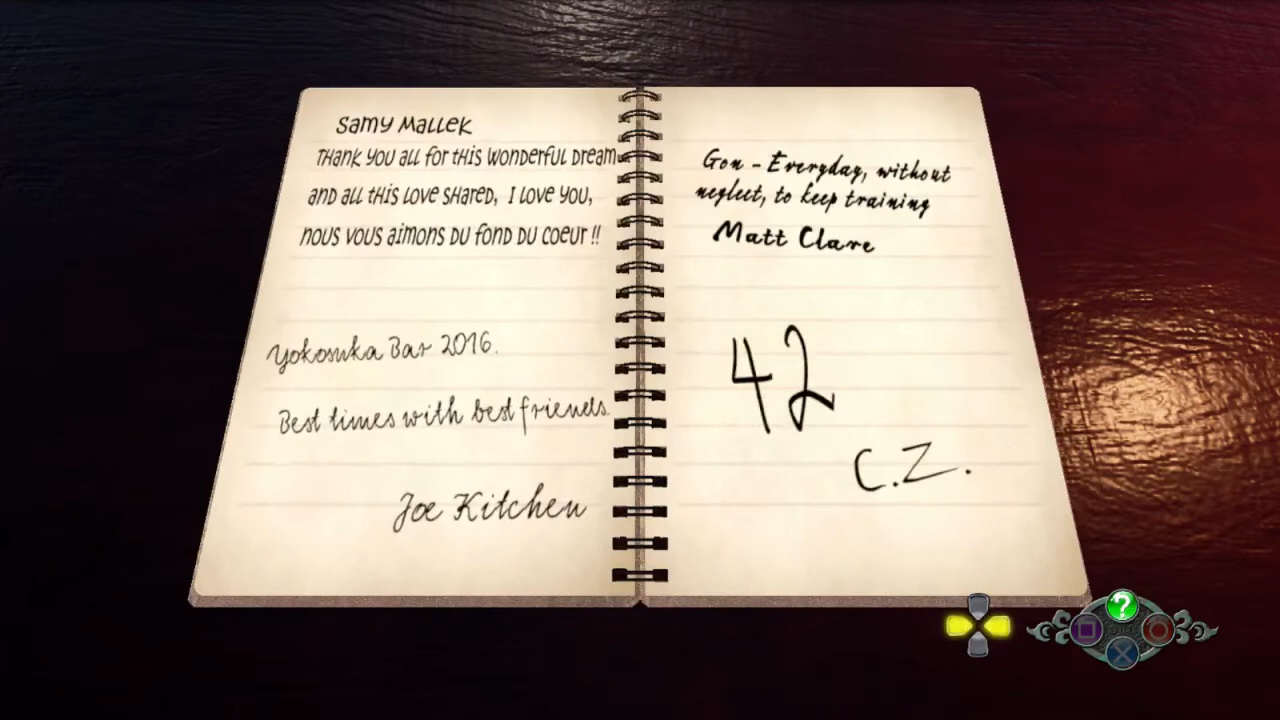 Samy Mallek
Thank you all for this wonderful dream
and all this love shared, I love you,
nous vous aimons du fond du coeur !!
Yokosuka Bar 2016.
Best times with best friends.
Joe Kitchen
Gon - Everyday, without
neglect, to keep training
Matt Clare
42
C.Z.
?